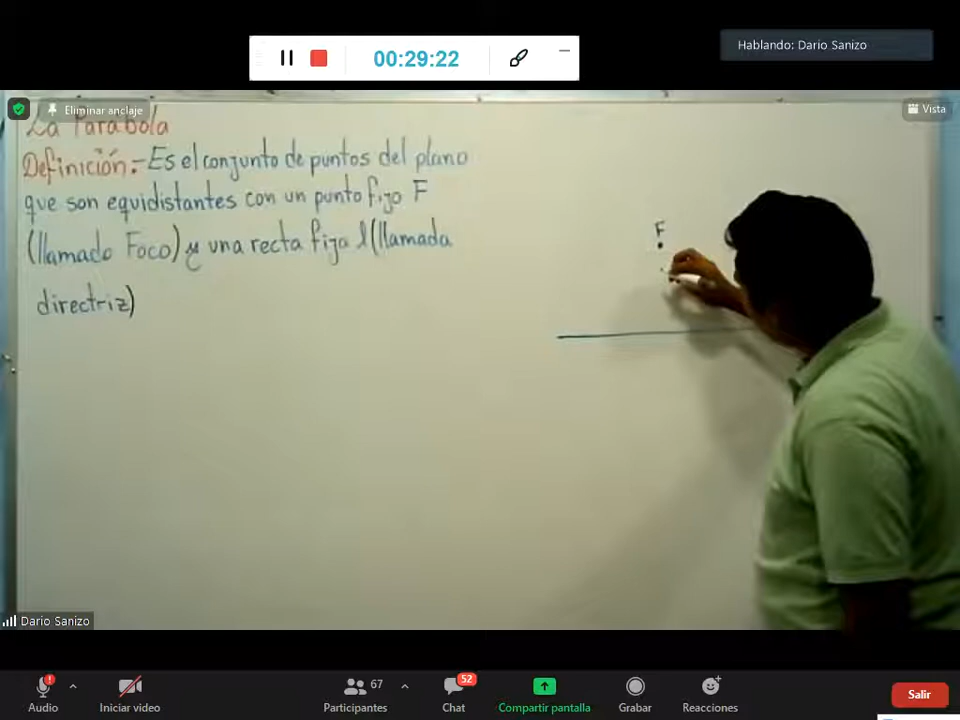 00:29:22
Hablando: Dario Sanizo
Eliminar anclaje
Vista
La Parábola
Definición.- Es el conjunto de puntos del plano
que son equidistantes con un punto fijo F
(llamado Foco) y una recta fija l (llamada
directriz)
F
Dario Sanizo
Audio
Iniciar video
67
Participantes
52
Chat
Compartir pantalla
Grabar
Reacciones
Salir